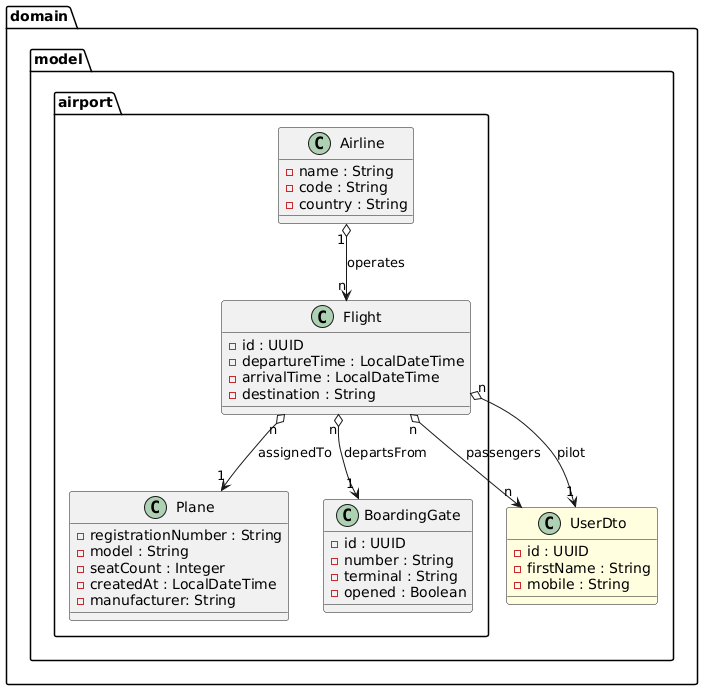 domain
model
airport
Airline
name : String
code : String
country : String
1
operates
n
Flight
id : UUID
departureTime : LocalDateTime
arrivalTime : LocalDateTime
destination : String
n
n
n
n
assignedTo
departsFrom
passengers
pilot
1
1
n
1
Plane
registrationNumber : String
model : String
seatCount : Integer
createdAt : LocalDateTime
manufacturer: String
BoardingGate
id : UUID
number : String
terminal : String
opened : Boolean
UserDto
id : UUID
firstName : String
mobile : String